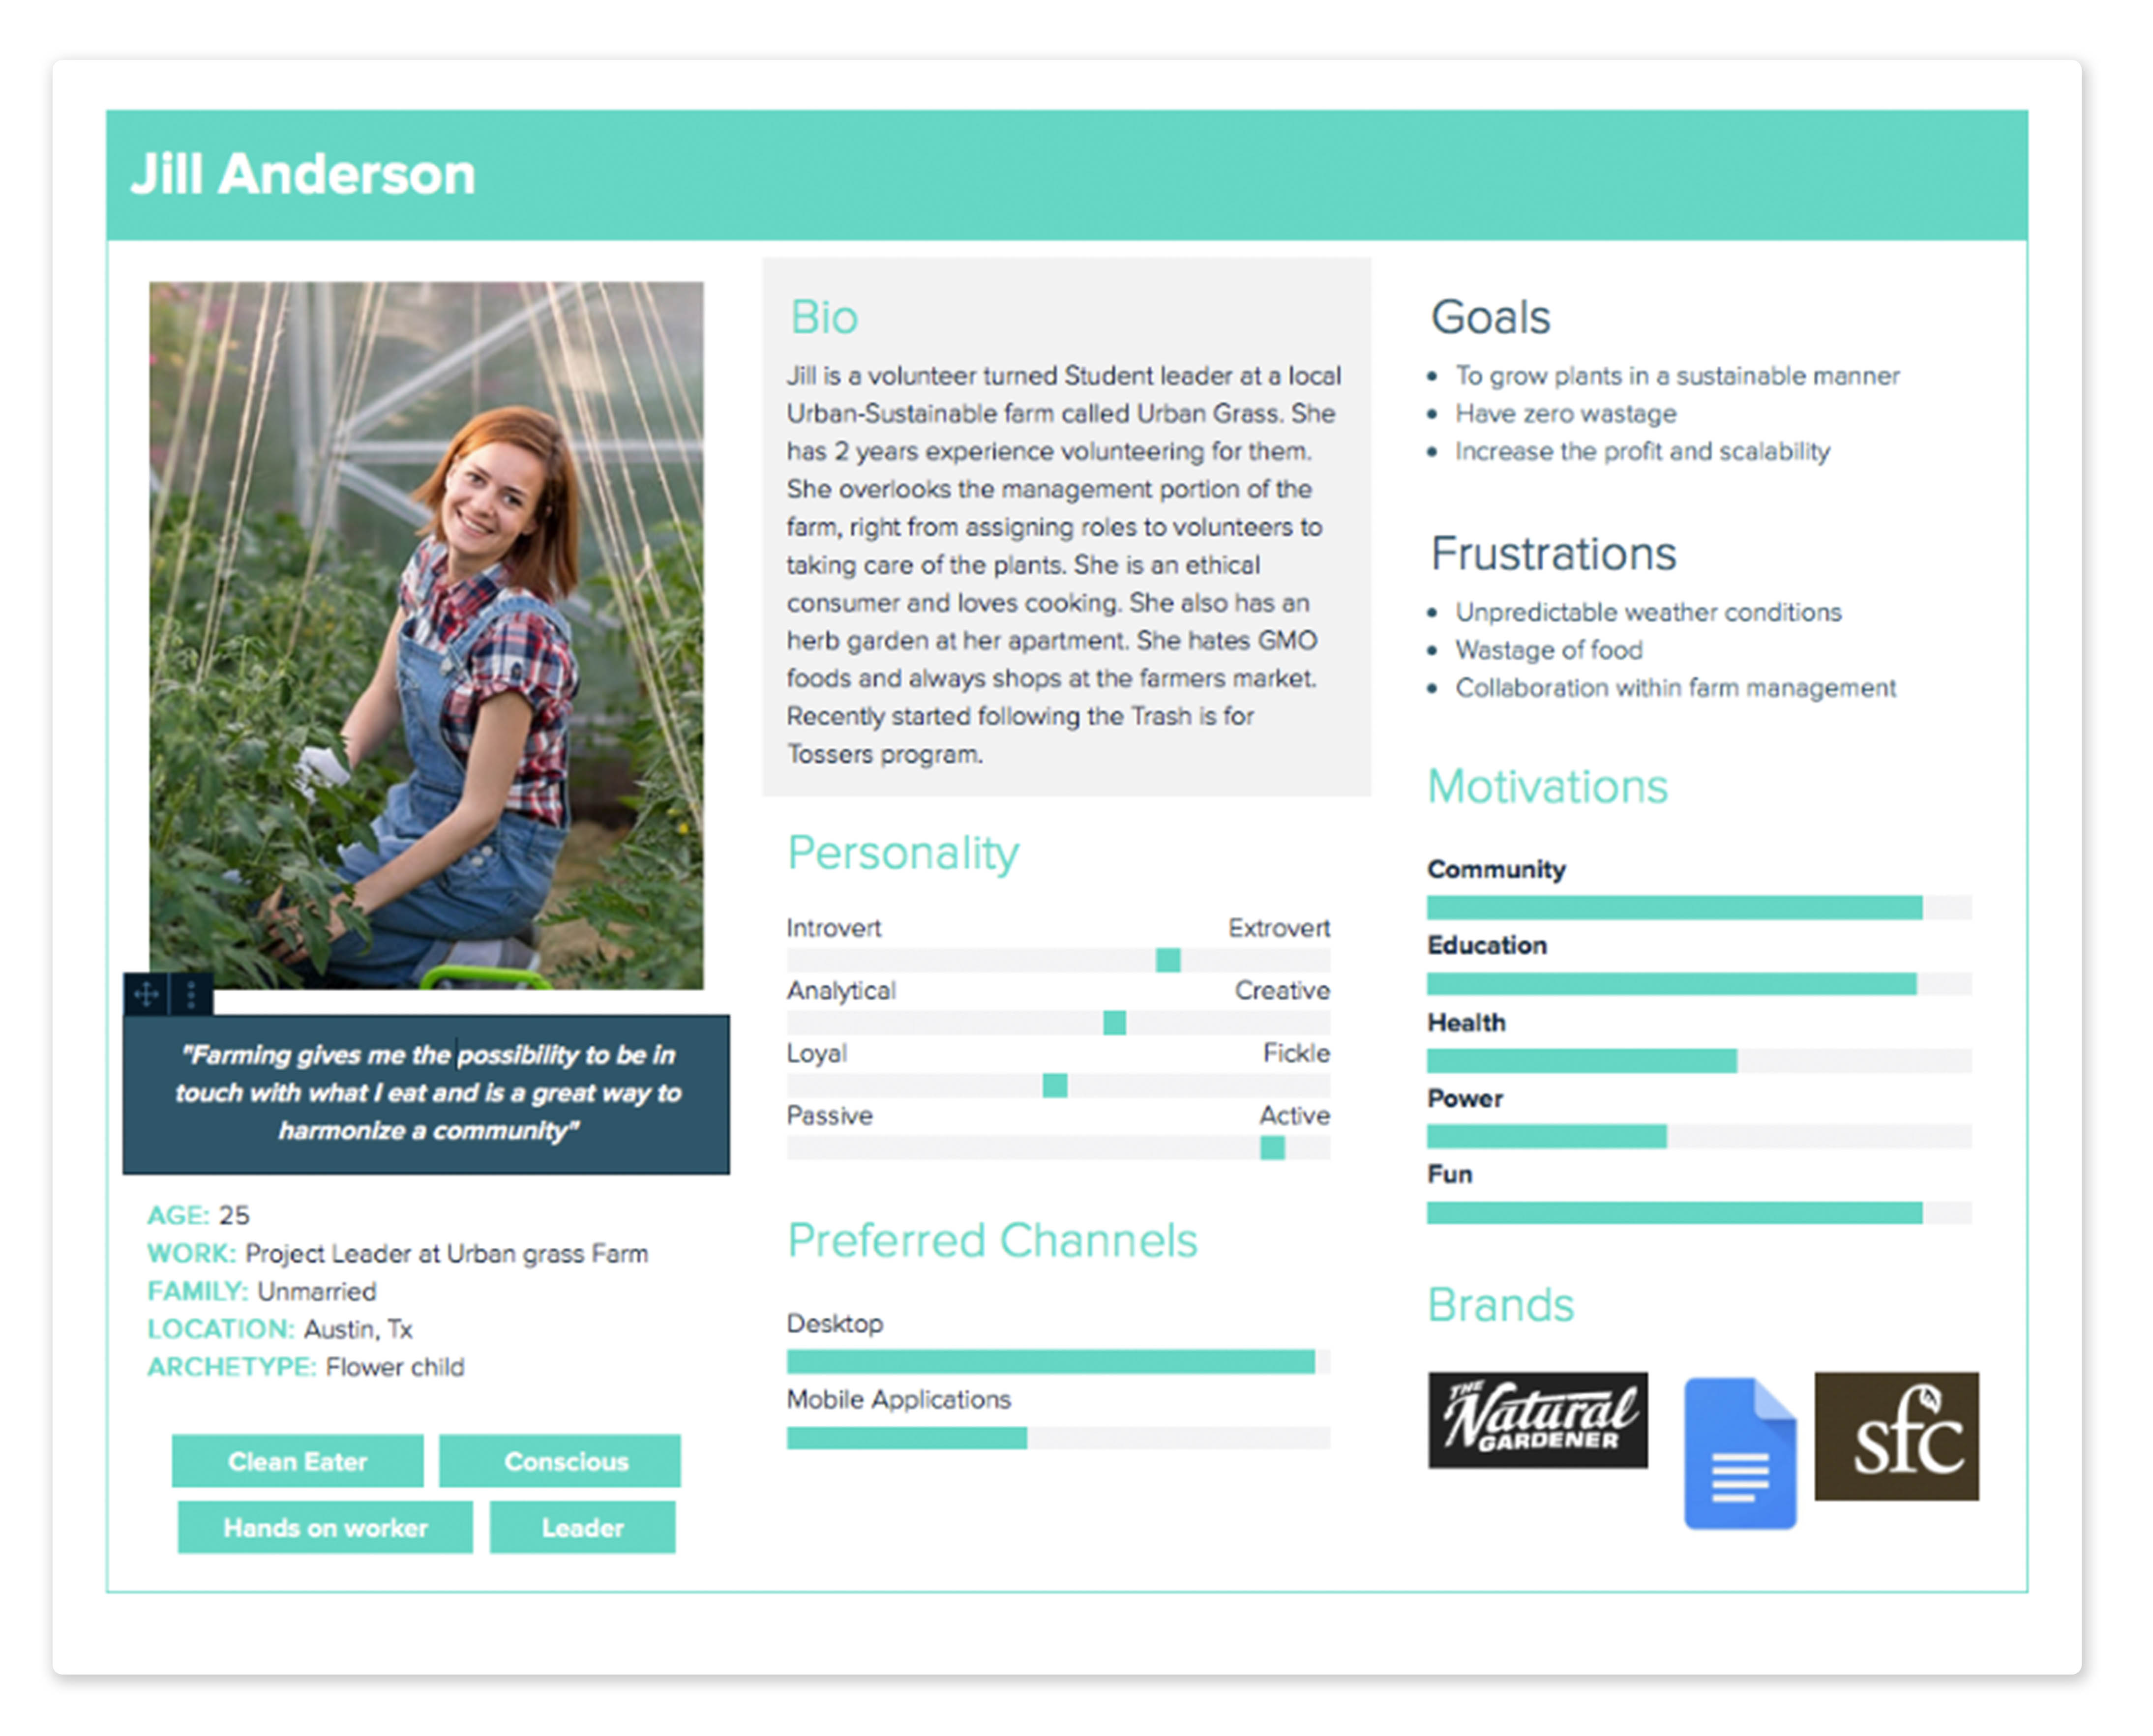 Jill Anderson
"Farming gives me the possibility to be in
touch with what I eat and is a great way to
harmonize a community"
AGE: 25
WORK: Project Leader at Urban grass Farm
FAMILY: Unmarried
LOCATION: Austin, Tx
ARCHETYPE: Flower child
Clean Eater
Conscious
Hands on worker
Leader
Bio
Jill is a volunteer turned Student leader at a local
Urban-Sustainable farm called Urban Grass. She
has 2 years experience volunteering for them.
She overlooks the management portion of the
farm, right from assigning roles to volunteers to
taking care of the plants. She is an ethical
consumer and loves cooking. She also has an
herb garden at her apartment. She hates GMO
foods and always shops at the farmers market.
Recently started following the Trash is for
Tossers program.
Personality
Introvert Extrovert
Analytical Creative
Loyal Fickle
Passive Active
Preferred Channels
Desktop
Mobile Applications
Goals
• To grow plants in a sustainable manner
• Have zero wastage
• Increase the profit and scalability
Frustrations
• Unpredictable weather conditions
• Wastage of food
• Collaboration within farm management
Motivations
Community
Education
Health
Power
Fun
Brands
THE
Natural
GARDENER
sfc